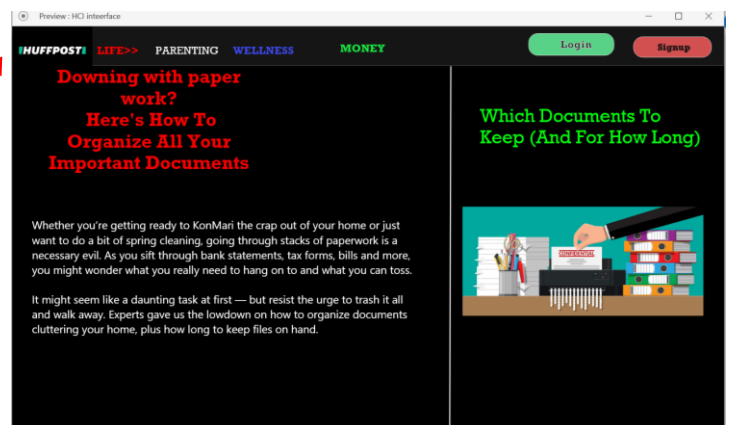 Preview : HCI inteerface
HUFFPOST LIFE>> PARENTING WELLNESS MONEY Login Signup
Downing with paper
work?
Here's How To
Organize All Your
Important Documents
Whether you're getting ready to KonMari the crap out of your home or just
want to do a bit of spring cleaning, going through stacks of paperwork is a
necessary evil. As you sift through bank statements, tax forms, bills and more,
you might wonder what you really need to hang on to and what you can toss.
It might seem like a daunting task at first — but resist the urge to trash it all
and walk away. Experts gave us the lowdown on how to organize documents
cluttering your home, plus how long to keep files on hand.
Which Documents To
Keep (And For How Long)
CONFIDENTIAL